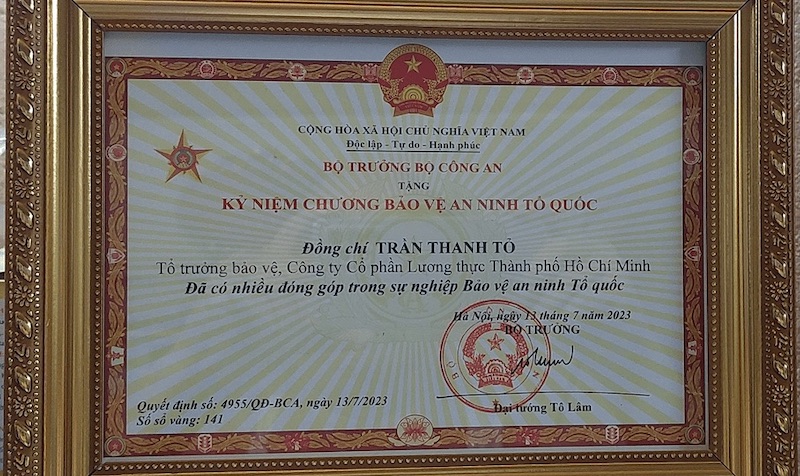 CỘNG HÒA XÃ HỘI CHỦ NGHĨA VIỆT NAM
Độc lập - Tự do - Hạnh phúc
BỘ TRƯỞNG BỘ CÔNG AN
TẶNG
KỶ NIỆM CHƯƠNG BẢO VỆ AN NINH TỔ QUỐC
Đồng chí TRẦN THANH TỎ
Tổ trưởng bảo vệ, Công ty Cổ phần Lương thực Thành phố Hồ Chí Minh
Đã có nhiều đóng góp trong sự nghiệp Bảo vệ an ninh Tổ quốc
Hà Nội, ngày 13 tháng 7 năm 2023
BỘ TRƯỞNG
Đại tướng Tô Lâm
Quyết định số: 4955/QĐ-BCA, ngày 13/7/2023
Số sổ vàng: 141